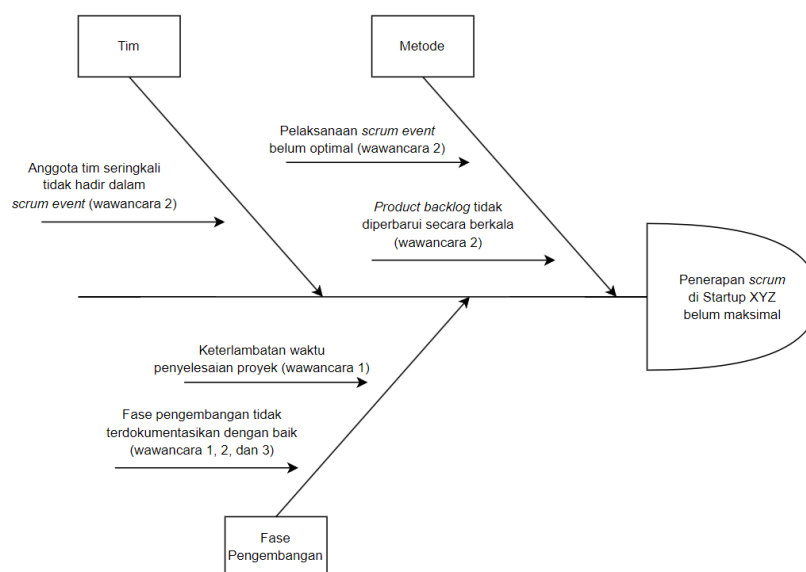 Tim
Metode
Pelaksanaan scrum event
belum optimal (wawancara 2)
Anggota tim seringkali
tidak hadir dalam
scrum event (wawancara 2)
Product backlog tidak
diperbarui secara berkala
(wawancara 2)
Penerapan scrum
di Startup XYZ
belum maksimal
Keterlambatan waktu
penyelesaian proyek (wawancara 1)
Fase pengembangan tidak
terdokumentasikan dengan baik
(wawancara 1, 2, dan 3)
Fase
Pengembangan